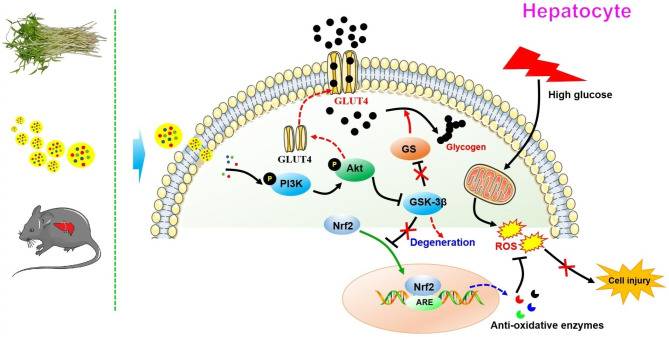 Hepatocyte
High glucose
GLUT4
GLUT4
GS
Glycogen
P
Akt
P
PI3K
GSK-3β
Nrf2
Degeneration
ROS
Nrf2
ARE
Cell injury
Anti-oxidative enzymes